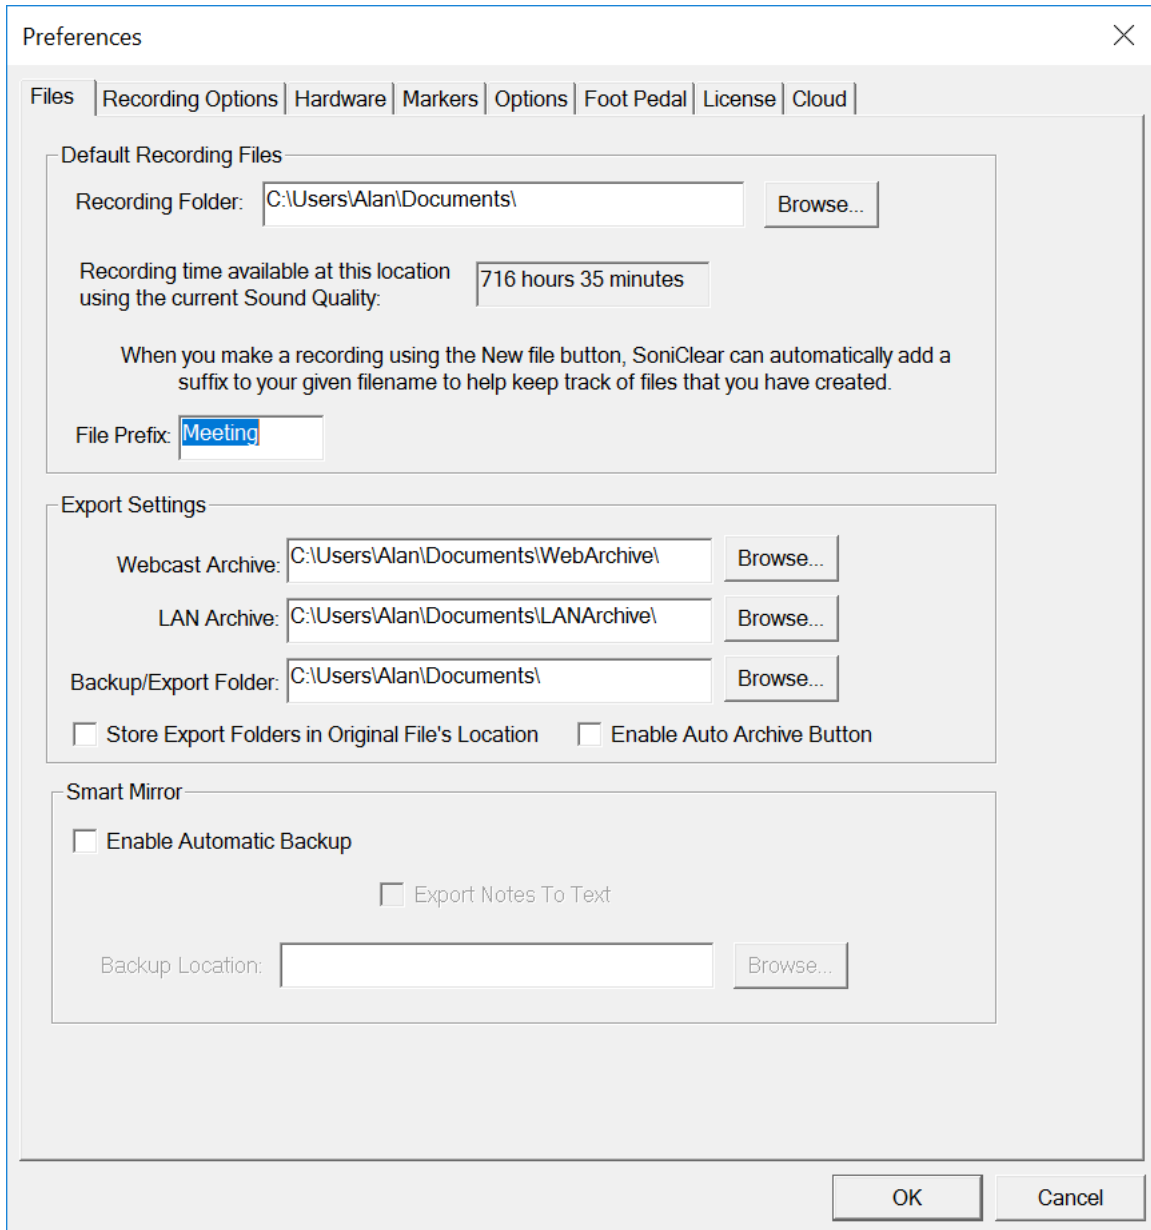 Preferences
Files Recording Options Hardware Markers Options Foot Pedal License Cloud
Default Recording Files
Recording Folder: C:\Users\Alan\Documents\ Browse...
Recording time available at this location
using the current Sound Quality:
716 hours 35 minutes
When you make a recording using the New file button, SoniClear can automatically add a
suffix to your given filename to help keep track of files that you have created.
File Prefix: Meeting
Export Settings
Webcast Archive: C:\Users\Alan\Documents\WebArchive\ Browse...
LAN Archive: C:\Users\Alan\Documents\LANArchive\ Browse...
Backup/Export Folder: C:\Users\Alan\Documents\ Browse...
Store Export Folders in Original File's Location Enable Auto Archive Button
Smart Mirror
Enable Automatic Backup
Export Notes To Text
Backup Location: Browse...
OK Cancel